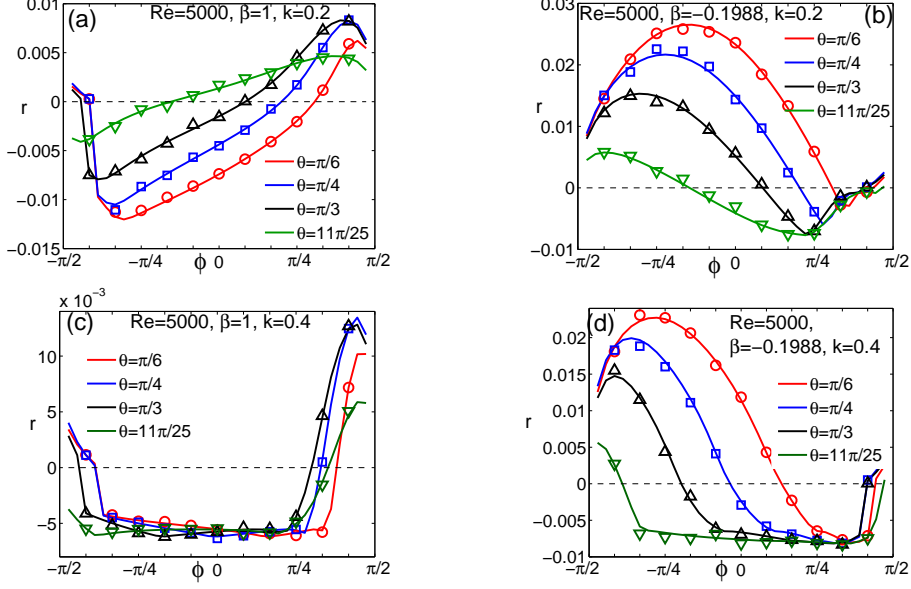 (a)
Re=5000, β=1, k=0.2
0.01
0.005
0
−0.005
−0.01
−0.015
r
θ=π/6
θ=π/4
θ=π/3
θ=11π/25
−π/2
−π/4
ϕ
0
π/4
π/2
Re=5000, β=−0.1988, k=0.2
(b)
0.03
0.02
0.01
0
−0.01
r
θ=π/6
θ=π/4
θ=π/3
θ=11π/25
−π/2
−π/4
ϕ
0
π/4
π/2
x 10⁻³
(c)
Re=5000, β=1, k=0.4
10
5
0
−5
r
θ=π/6
θ=π/4
θ=π/3
θ=11π/25
−π/2
−π/4
ϕ
0
π/4
π/2
(d)
Re=5000,
β=−0.1988, k=0.4
0.02
0.015
0.01
0.005
0
−0.005
−0.01
r
θ=π/6
θ=π/4
θ=π/3
θ=11π/25
−π/2
−π/4
ϕ
0
π/4
π/2